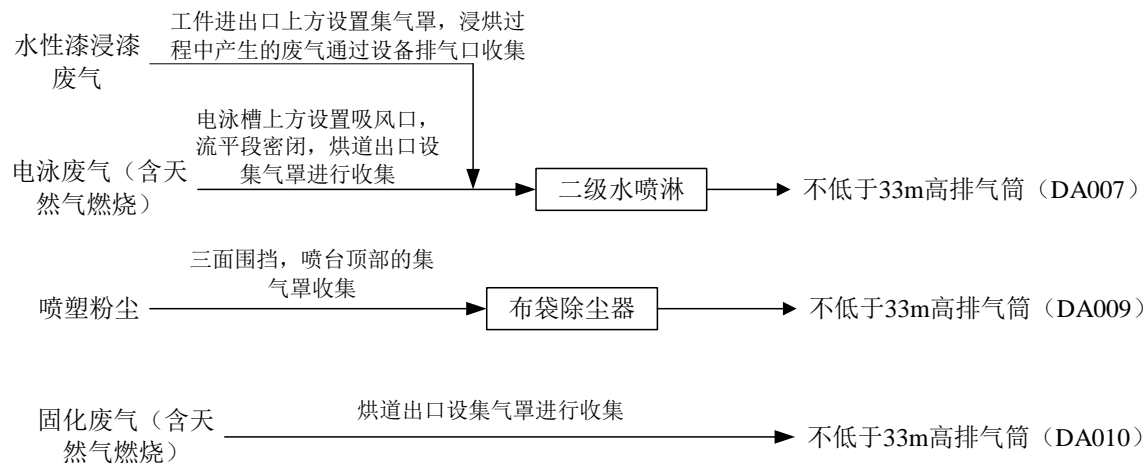 工件进出口上方设置集气罩，浸烘过
程中产生的废气通过设备排气口收集
水性漆浸漆
废气
电泳槽上方设置吸风口，
流平段密闭，烘道出口设
集气罩进行收集
电泳废气（含天
然气燃烧）
二级水喷淋
不低于33m高排气筒（DA007）
三面围挡，喷台顶部的集
气罩收集
喷塑粉尘
布袋除尘器
不低于33m高排气筒（DA009）
烘道出口设集气罩进行收集
固化废气（含天
然气燃烧）
不低于33m高排气筒（DA010）